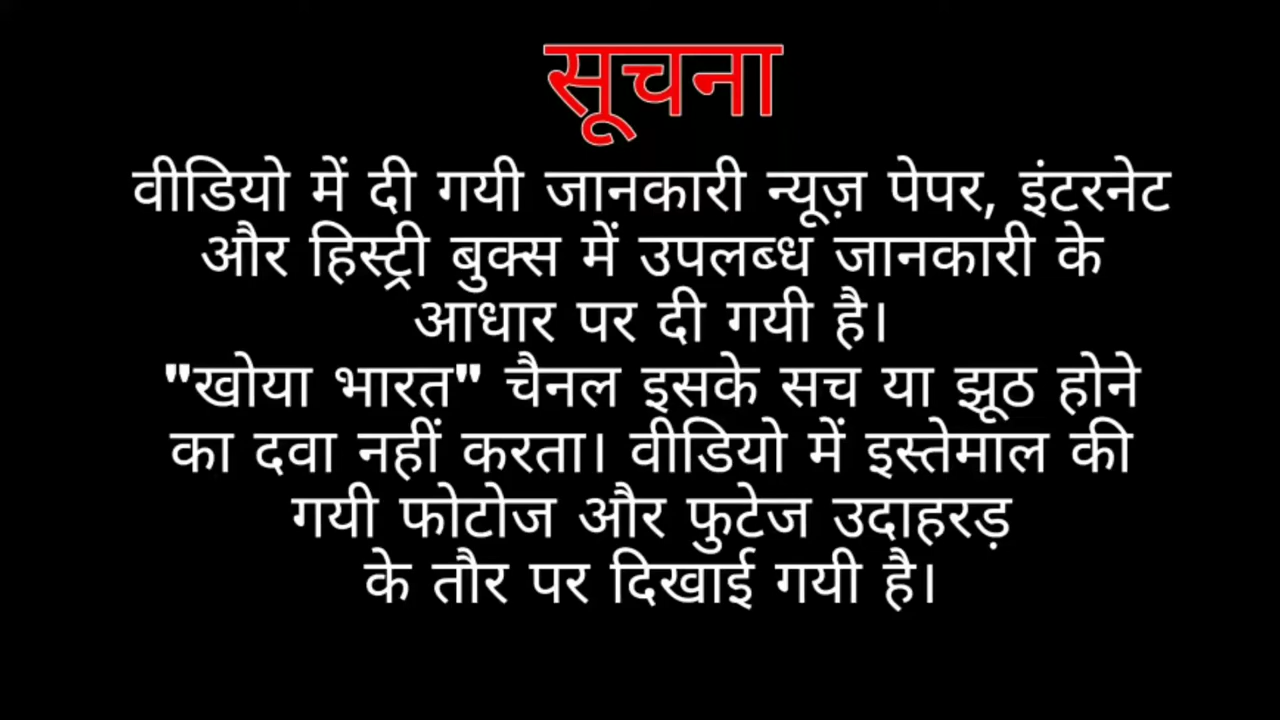 सूचना
वीडियो में दी गयी जानकारी न्यूज़ पेपर, इंटरनेट
और हिस्ट्री बुक्स में उपलब्ध जानकारी के
आधार पर दी गयी है।
"खोया भारत" चैनल इसके सच या झूठ होने
का दवा नहीं करता। वीडियो में इस्तेमाल की
गयी फोटोज और फुटेज उदाहरड़
के तौर पर दिखाई गयी है।